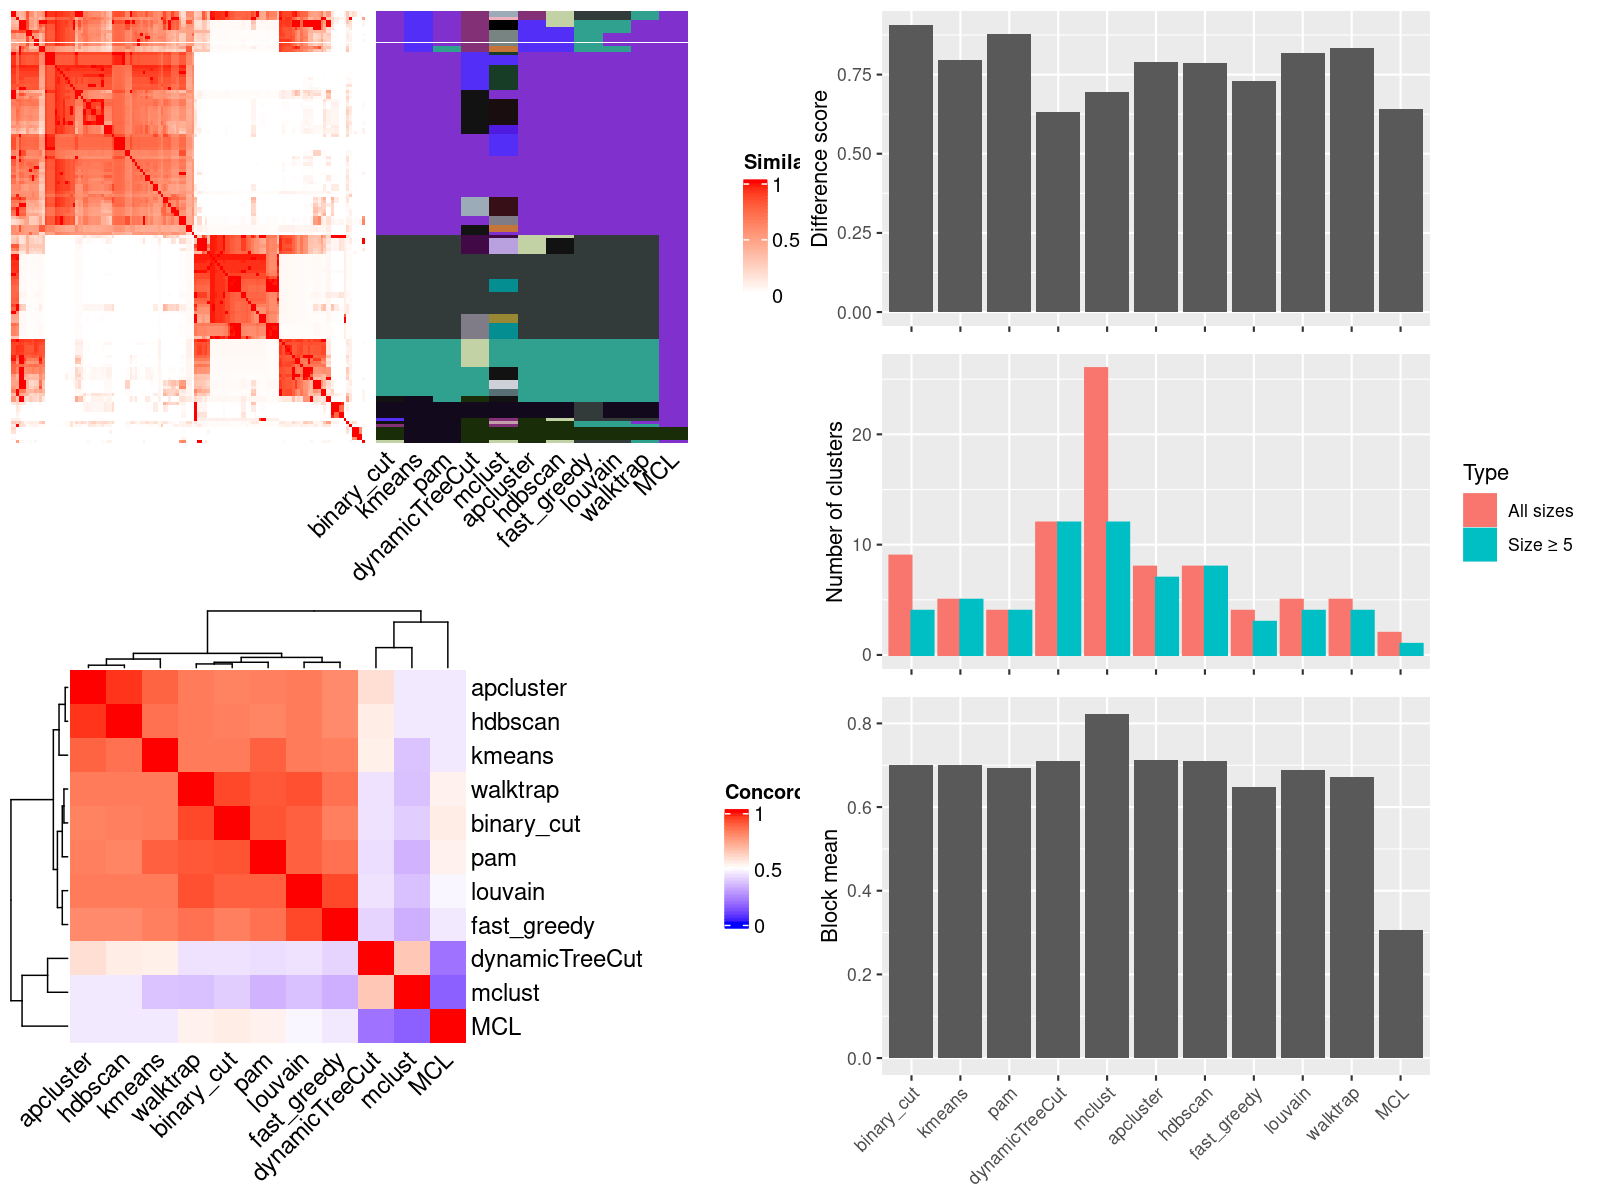 Simila
1
0.5
0
binary_cut
kmeans
pam
dynamicTreeCut
mclust
apcluster
hdbscan
fast_greedy
louvain
walktrap
MCL
apcluster
hdbscan
kmeans
walktrap
binary_cut
pam
louvain
fast_greedy
dynamicTreeCut
mclust
MCL
Concord
1
0.5
0
apcluster
hdbscan
kmeans
walktrap
binary_cut
pam
louvain
fast_greedy
dynamicTreeCut
mclust
MCL
Difference score
0.75
0.50
0.25
0.00
Number of clusters
20
10
0
Type
All sizes
Size ≥ 5
Block mean
0.8
0.6
0.4
0.2
0.0
binary_cut
kmeans
pam
dynamicTreeCut
mclust
apcluster
hdbscan
fast_greedy
louvain
walktrap
MCL